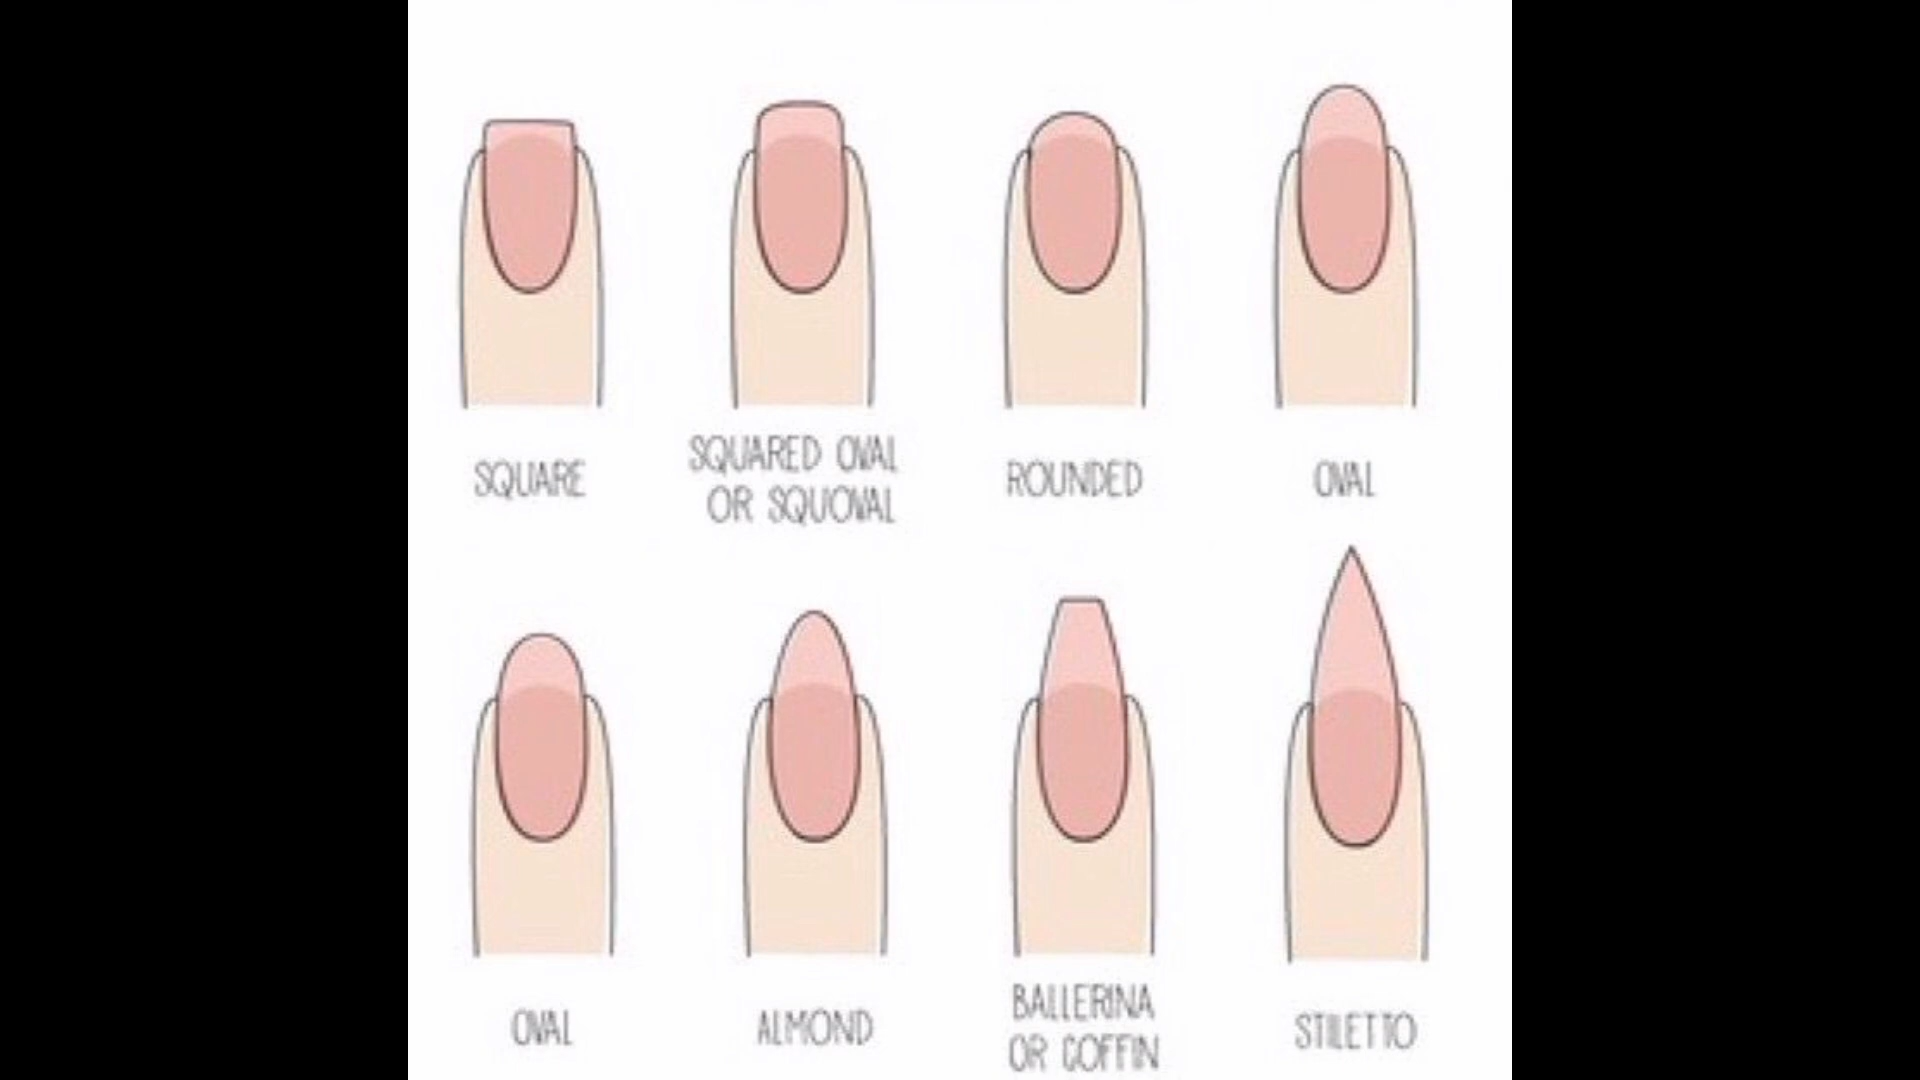 SQUARE
SQUARED OVAL
OR SQUOVAL
ROUNDED
OVAL
OVAL
ALMOND
BALLERINA
OR COFFIN
STILETTO